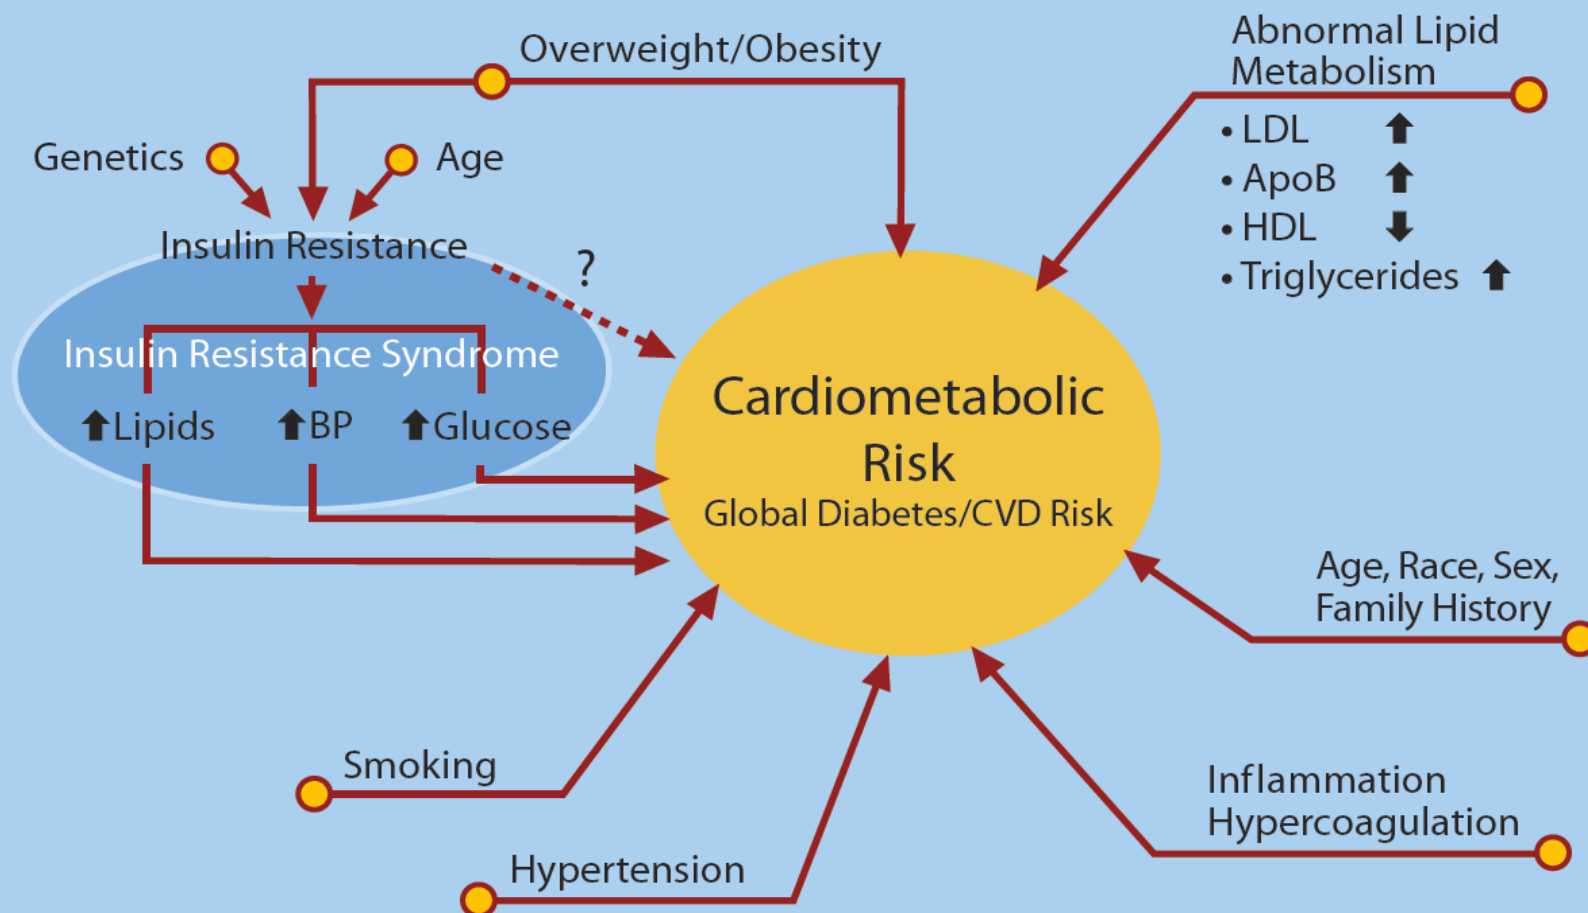 Overweight/Obesity
Abnormal Lipid
Metabolism
• LDL ⬆
• ApoB ⬆
• HDL ⬇
• Triglycerides ⬆
Genetics
Age
Insulin Resistance
?
Insulin Resistance Syndrome
⬆Lipids ⬆BP ⬆Glucose
Cardiometabolic
Risk
Global Diabetes/CVD Risk
Age, Race, Sex,
Family History
Smoking
Inflammation
Hypercoagulation
Hypertension